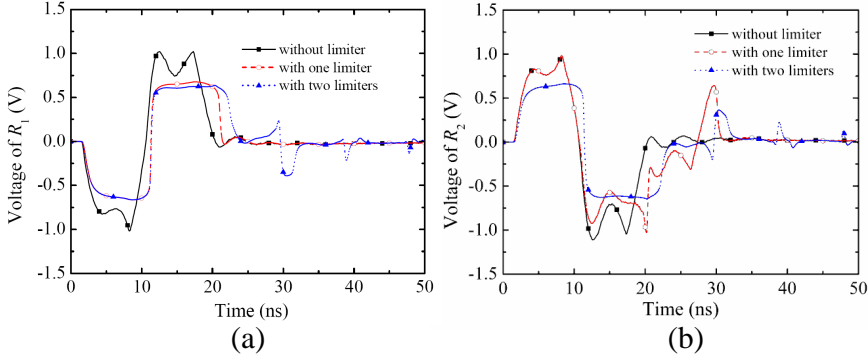 (a)
Voltage of R1 (V)
1.5
1.0
0.5
0.0
-0.5
-1.0
-1.5
without limiter
with one limiter
with two limiters
0 10 20 30 40 50
Time (ns)
(a)
(b)
Voltage of R2 (V)
1.5
1.0
0.5
0.0
-0.5
-1.0
-1.5
without limiter
with one limiter
with two limiters
0 10 20 30 40 50
Time (ns)
(b)